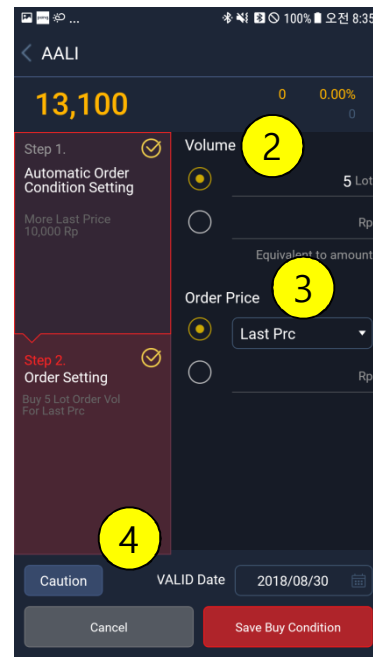 ... 100% 오전 8:35
AALI
13,100 0 0.00%
0
Step 1.
Automatic Order
Condition Setting
More Last Price
10,000 Rp
Step 2.
Order Setting
Buy 5 Lot Order Vol
For Last Prc
Volume 2
5 Lot
Rp
Equivalent to amount
Order Price 3
Last Prc
Rp
4
Caution VALID Date 2018/08/30
Cancel Save Buy Condition